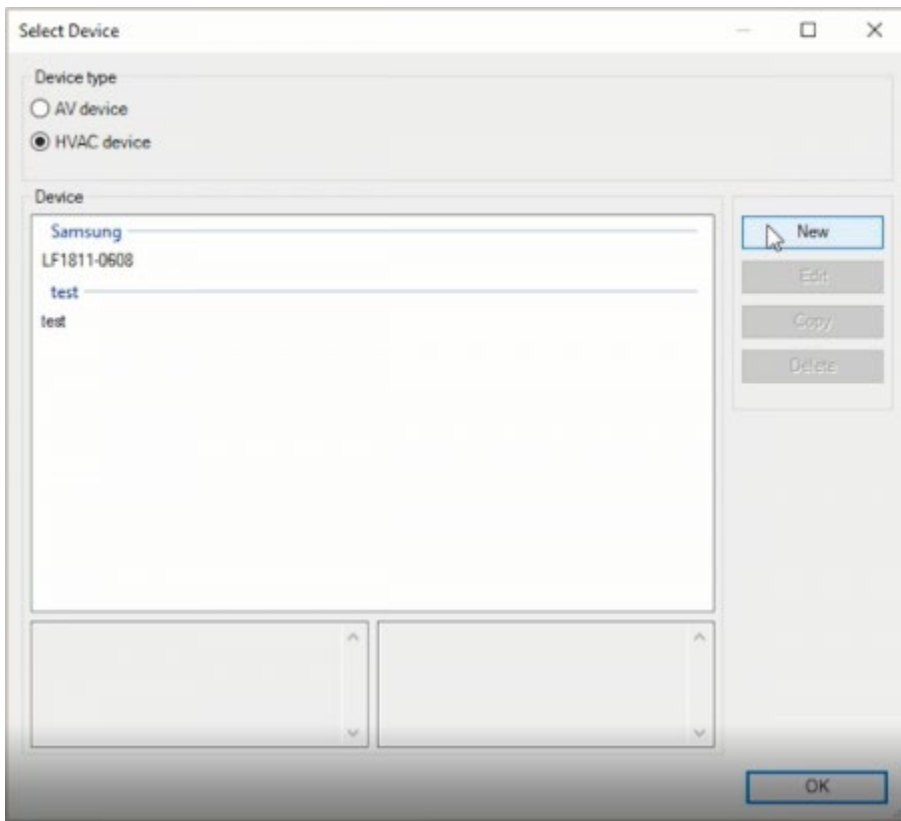 Select Device
Device type
AV device
HVAC device
Device
Samsung
LF1811-0608
test
test
New
Edit
Copy
Delete
OK